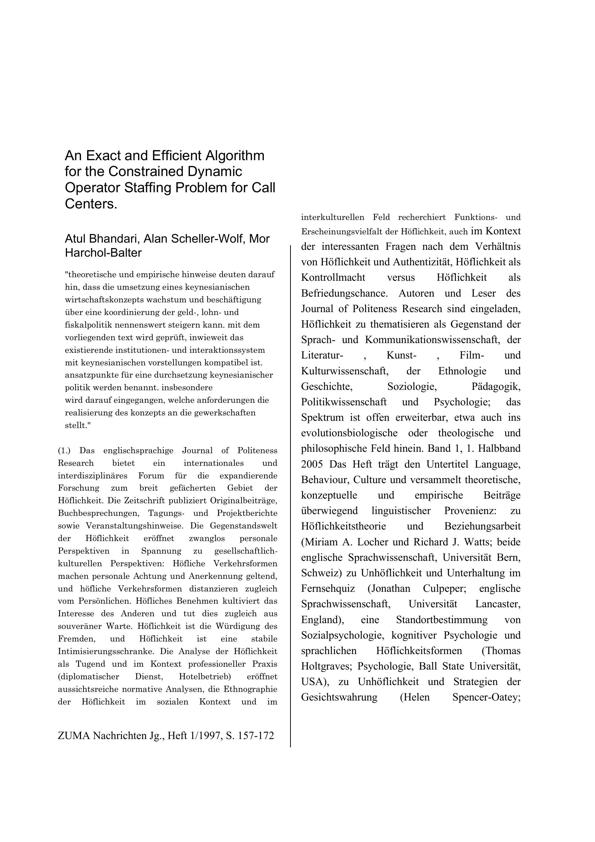 An Exact and Efficient Algorithm
for the Constrained Dynamic
Operator Staffing Problem for Call
Centers.
Atul Bhandari, Alan Scheller-Wolf, Mor
Harchol-Balter
"theoretische und empirische hinweise deuten darauf
hin, dass die umsetzung eines keynesianischen
wirtschaftskonzepts wachstum und beschäftigung
über eine koordinierung der geld-, lohn- und
fiskalpolitik nennenswert steigern kann. mit dem
vorliegenden text wird geprüft, inwieweit das
existierende institutionen- und interaktionssystem
mit keynesianischen vorstellungen kompatibel ist.
ansatzpunkte für eine durchsetzung keynesianischer
politik werden benannt. insbesondere
wird darauf eingegangen, welche anforderungen die
realisierung des konzepts an die gewerkschaften
stellt."
(1.) Das englischsprachige Journal of Politeness
Research bietet ein internationales und
interdisziplinäres Forum für die expandierende
Forschung zum breit gefächerten Gebiet der
Höflichkeit. Die Zeitschrift publiziert Originalbeiträge,
Buchbesprechungen, Tagungs- und Projektberichte
sowie Veranstaltungshinweise. Die Gegenstandswelt
der Höflichkeit eröffnet zwanglos personale
Perspektiven in Spannung zu gesellschaftlich-
kulturellen Perspektiven: Höfliche Verkehrsformen
machen personale Achtung und Anerkennung geltend,
und höfliche Verkehrsformen distanzieren zugleich
vom Persönlichen. Höfliches Benehmen kultiviert das
Interesse des Anderen und tut dies zugleich aus
souveräner Warte. Höflichkeit ist die Würdigung des
Fremden, und Höflichkeit ist eine stabile
Intimisierungsschranke. Die Analyse der Höflichkeit
als Tugend und im Kontext professioneller Praxis
(diplomatischer Dienst, Hotelbetrieb) eröffnet
aussichtsreiche normative Analysen, die Ethnographie
der Höflichkeit im sozialen Kontext und im
ZUMA Nachrichten Jg., Heft 1/1997, S. 157-172
interkulturellen Feld recherchiert Funktions- und
Erscheinungsvielfalt der Höflichkeit, auch im Kontext
der interessanten Fragen nach dem Verhältnis
von Höflichkeit und Authentizität, Höflichkeit als
Kontrollmacht versus Höflichkeit als
Befriedungschance. Autoren und Leser des
Journal of Politeness Research sind eingeladen,
Höflichkeit zu thematisieren als Gegenstand der
Sprach- und Kommunikationswissenschaft, der
Literatur- , Kunst- , Film- und
Kulturwissenschaft, der Ethnologie und
Geschichte, Soziologie, Pädagogik,
Politikwissenschaft und Psychologie; das
Spektrum ist offen erweiterbar, etwa auch ins
evolutionsbiologische oder theologische und
philosophische Feld hinein. Band 1, 1. Halbband
2005 Das Heft trägt den Untertitel Language,
Behaviour, Culture und versammelt theoretische,
konzeptuelle und empirische Beiträge
überwiegend linguistischer Provenienz: zu
Höflichkeitstheorie und Beziehungsarbeit
(Miriam A. Locher und Richard J. Watts; beide
englische Sprachwissenschaft, Universität Bern,
Schweiz) zu Unhöflichkeit und Unterhaltung im
Fernsehquiz (Jonathan Culpeper; englische
Sprachwissenschaft, Universität Lancaster,
England), eine Standortbestimmung von
Sozialpsychologie, kognitiver Psychologie und
sprachlichen Höflichkeitsformen (Thomas
Holtgraves; Psychologie, Ball State Universität,
USA), zu Unhöflichkeit und Strategien der
Gesichtswahrung (Helen Spencer-Oatey;